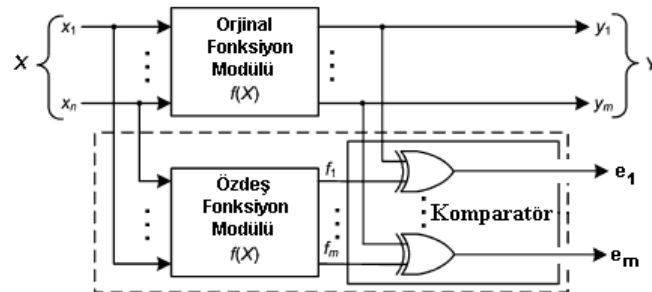 X
x1
xn
Orjinal
Fonksiyon
Modülü
f(X)
y1
ym
Y
Özdeş
Fonksiyon
Modülü
f(X)
f1
fm
Komparatör
e1
em